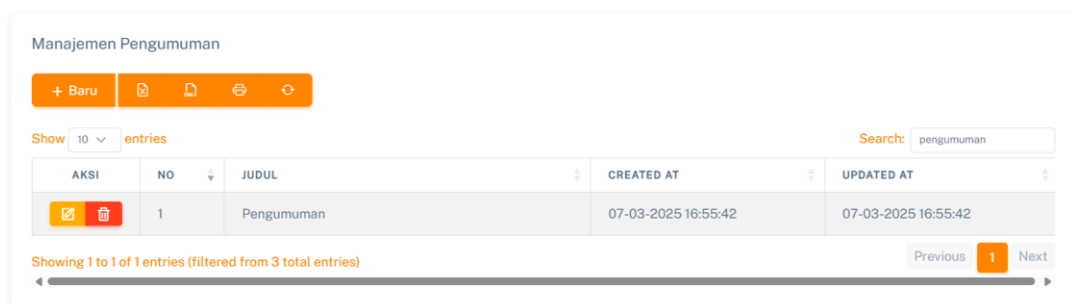 Manajemen Pengumuman
+ Baru
Show 10 entries Search: pengumuman
AKSI NO JUDUL CREATED AT UPDATED AT
1 Pengumuman 07-03-2025 16:55:42 07-03-2025 16:55:42
Showing 1 to 1 of 1 entries (filtered from 3 total entries) Previous 1 Next